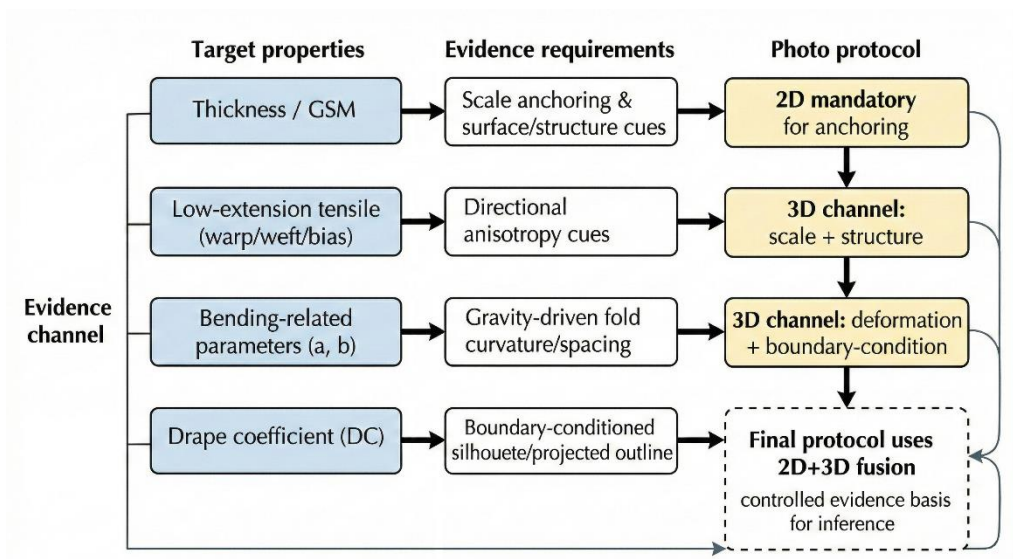 Target properties
Evidence requirements
Photo protocol
Thickness / GSM
Scale anchoring &
surface/structure cues
2D mandatory
for anchoring
Low-extension tensile
(warp/weft/bias)
Directional
anisotropy cues
3D channel:
scale + structure
Evidence
channel
Bending-related
parameters (a, b)
Gravity-driven fold
curvature/spacing
3D channel: deformation
+ boundary-condition
Drape coefficient (DC)
Boundary-conditioned
silhouete/projected outline
Final protocol uses
2D+3D fusion
controlled evidence basis
for inference